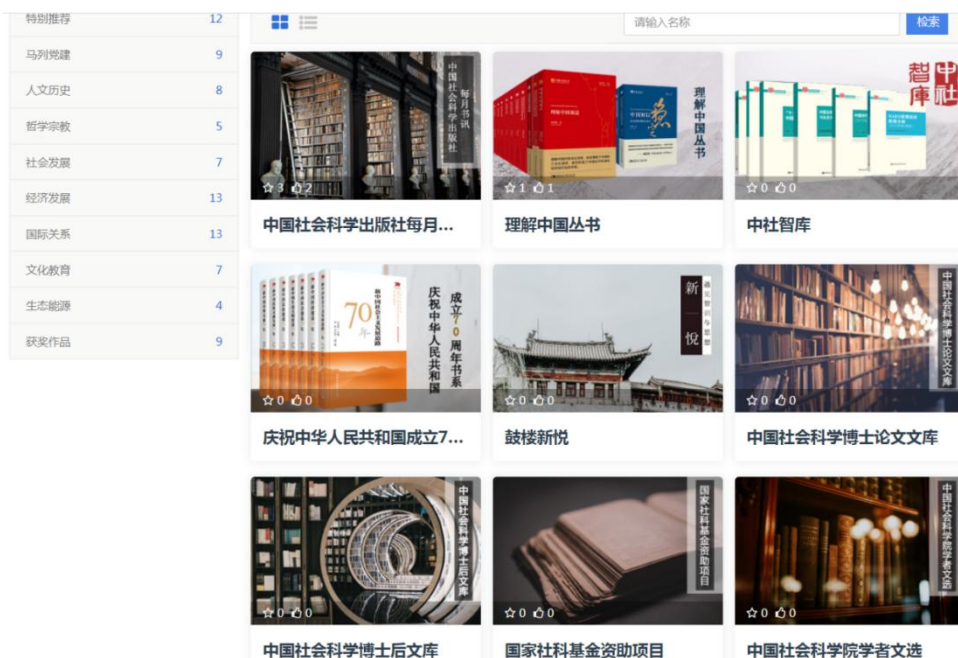 特别推荐 12
马列党建 9
人文历史 8
哲学宗教 5
社会发展 7
经济发展 13
国际关系 13
文化教育 7
生态能源 4
获奖作品 9
请输入名称
检索
中国社会科学出版社
每月书讯
3 2
中国社会科学出版社每月...
理解中国丛书
1 1
理解中国丛书
中社
智库
0 0
中社智库
成立70周年书系
庆祝中华人民共和国
70年
0 0
庆祝中华人民共和国成立7...
新悦
遇见智识与思想
0 0
鼓楼新悦
中国社会科学博士论文文库
0 0
中国社会科学博士论文文库
中国社会科学博士后文库
0 0
中国社会科学博士后文库
国家社科基金资助项目
0 0
国家社科基金资助项目
中国社会科学院学者文选
0 0
中国社会科学院学者文选